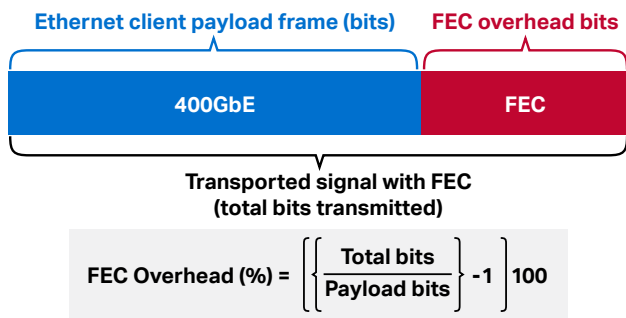 Ethernet client payload frame (bits) FEC overhead bits
400GbE FEC
Transported signal with FEC
(total bits transmitted)
FEC Overhead (%) = [{Total bits / Payload bits} -1] 100